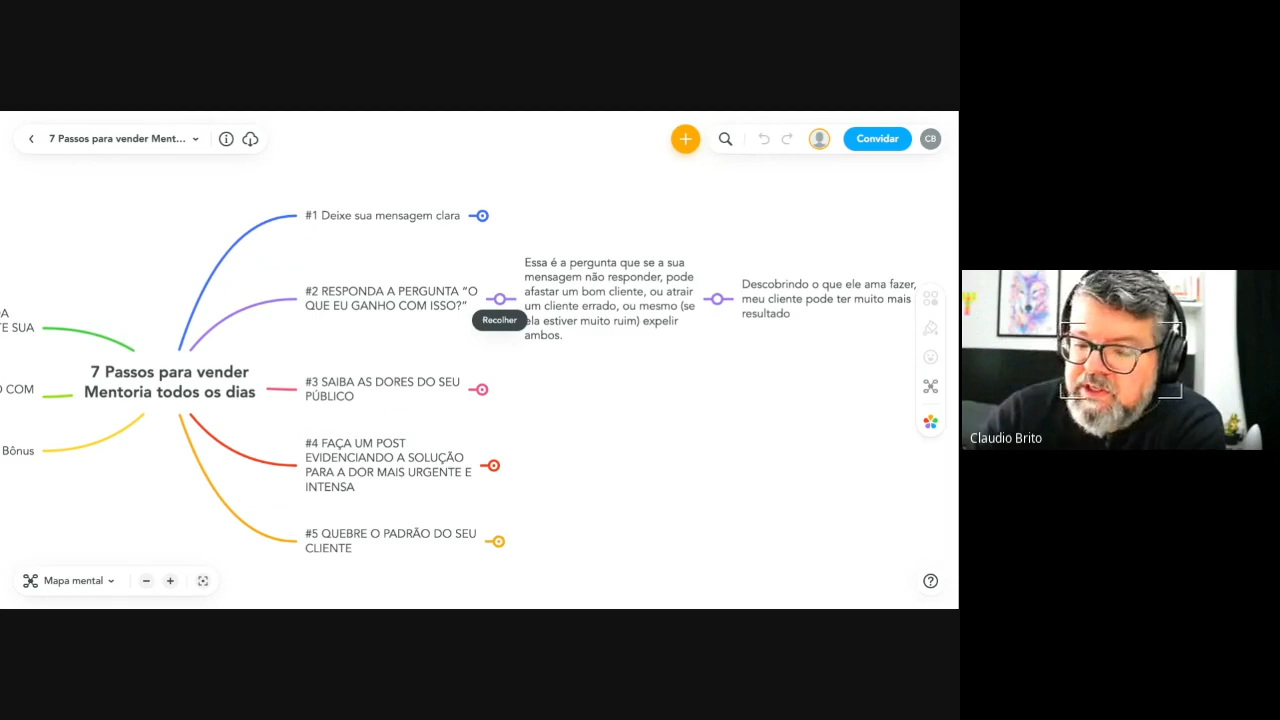 7 Passos para vender Ment...
Convidar
CB
#1 Deixe sua mensagem clara
#2 RESPONDA A PERGUNTA “O
QUE EU GANHO COM ISSO?”
Recolher
Essa é a pergunta que se a sua
mensagem não responder, pode
afastar um bom cliente, ou atrair
um cliente errado, ou mesmo (se
ela estiver muito ruim) expelir
ambos.
Descobrindo o que ele ama fazer,
meu cliente pode ter muito mais
resultado
DA
TE SUA
O COM
Bônus
7 Passos para vender
Mentoria todos os dias
#3 SAIBA AS DORES DO SEU
PÚBLICO
#4 FAÇA UM POST
EVIDENCIANDO A SOLUÇÃO
PARA A DOR MAIS URGENTE E
INTENSA
#5 QUEBRE O PADRÃO DO SEU
CLIENTE
Mapa mental
Claudio Brito